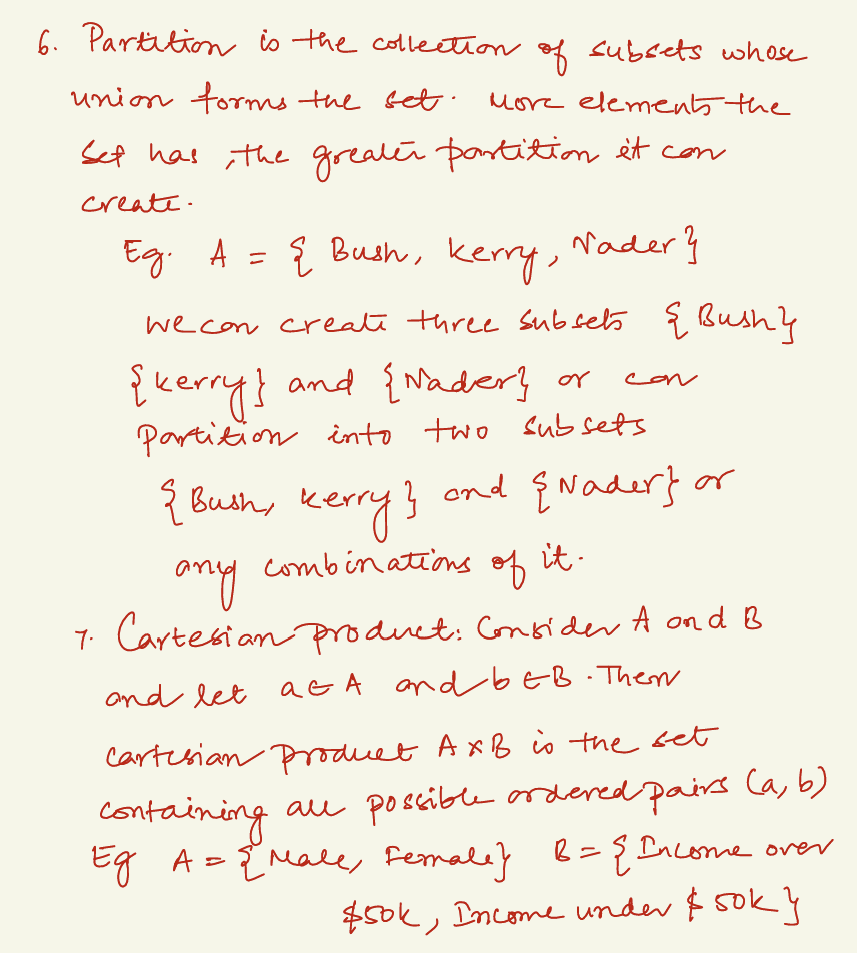 6. Partition is the collection of subsets whose
union forms the set. More elements the
set has, the greater partition it can
create.
Eg. A = { Bush, Kerry, Nader }
we can create three subsets { Bush }
{ Kerry } and { Nader } or can
partition into two subsets
{ Bush, Kerry } and { Nader } or
any combinations of it.
7. Cartesian product: Consider A and B
and let a ∈ A and b ∈ B. Then
cartesian product A × B is the set
containing all possible ordered pairs (a, b)
Eg A = { Male, Female } B = { Income over
$50k, Income under $50k }